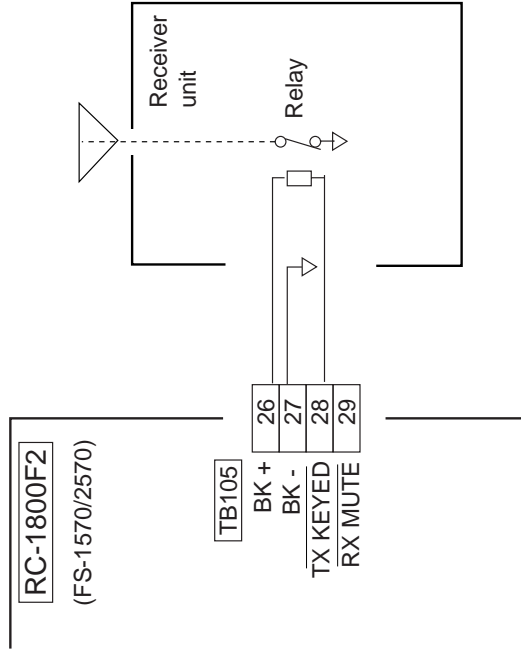 RC-1800F2
(FS-1570/2570)
TB105
BK + 26
BK - 27
TX KEYED 28
RX MUTE 29
Receiver
unit
Relay